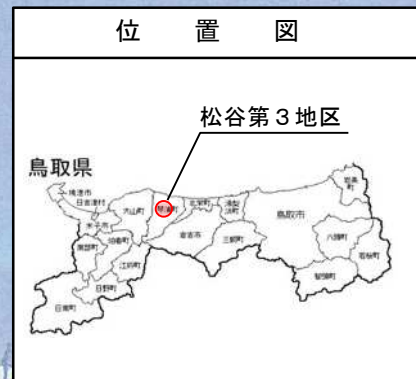 位 置 図
松谷第３地区
鳥取県
境港市
日吉津村
米子市
大山町
琴浦町
北栄町
湯梨
浜町
鳥取市
岩美
町
南部町
伯耆町
倉吉市
三朝町
八頭町
若桜町
江府町
智頭町
日野町
日南町